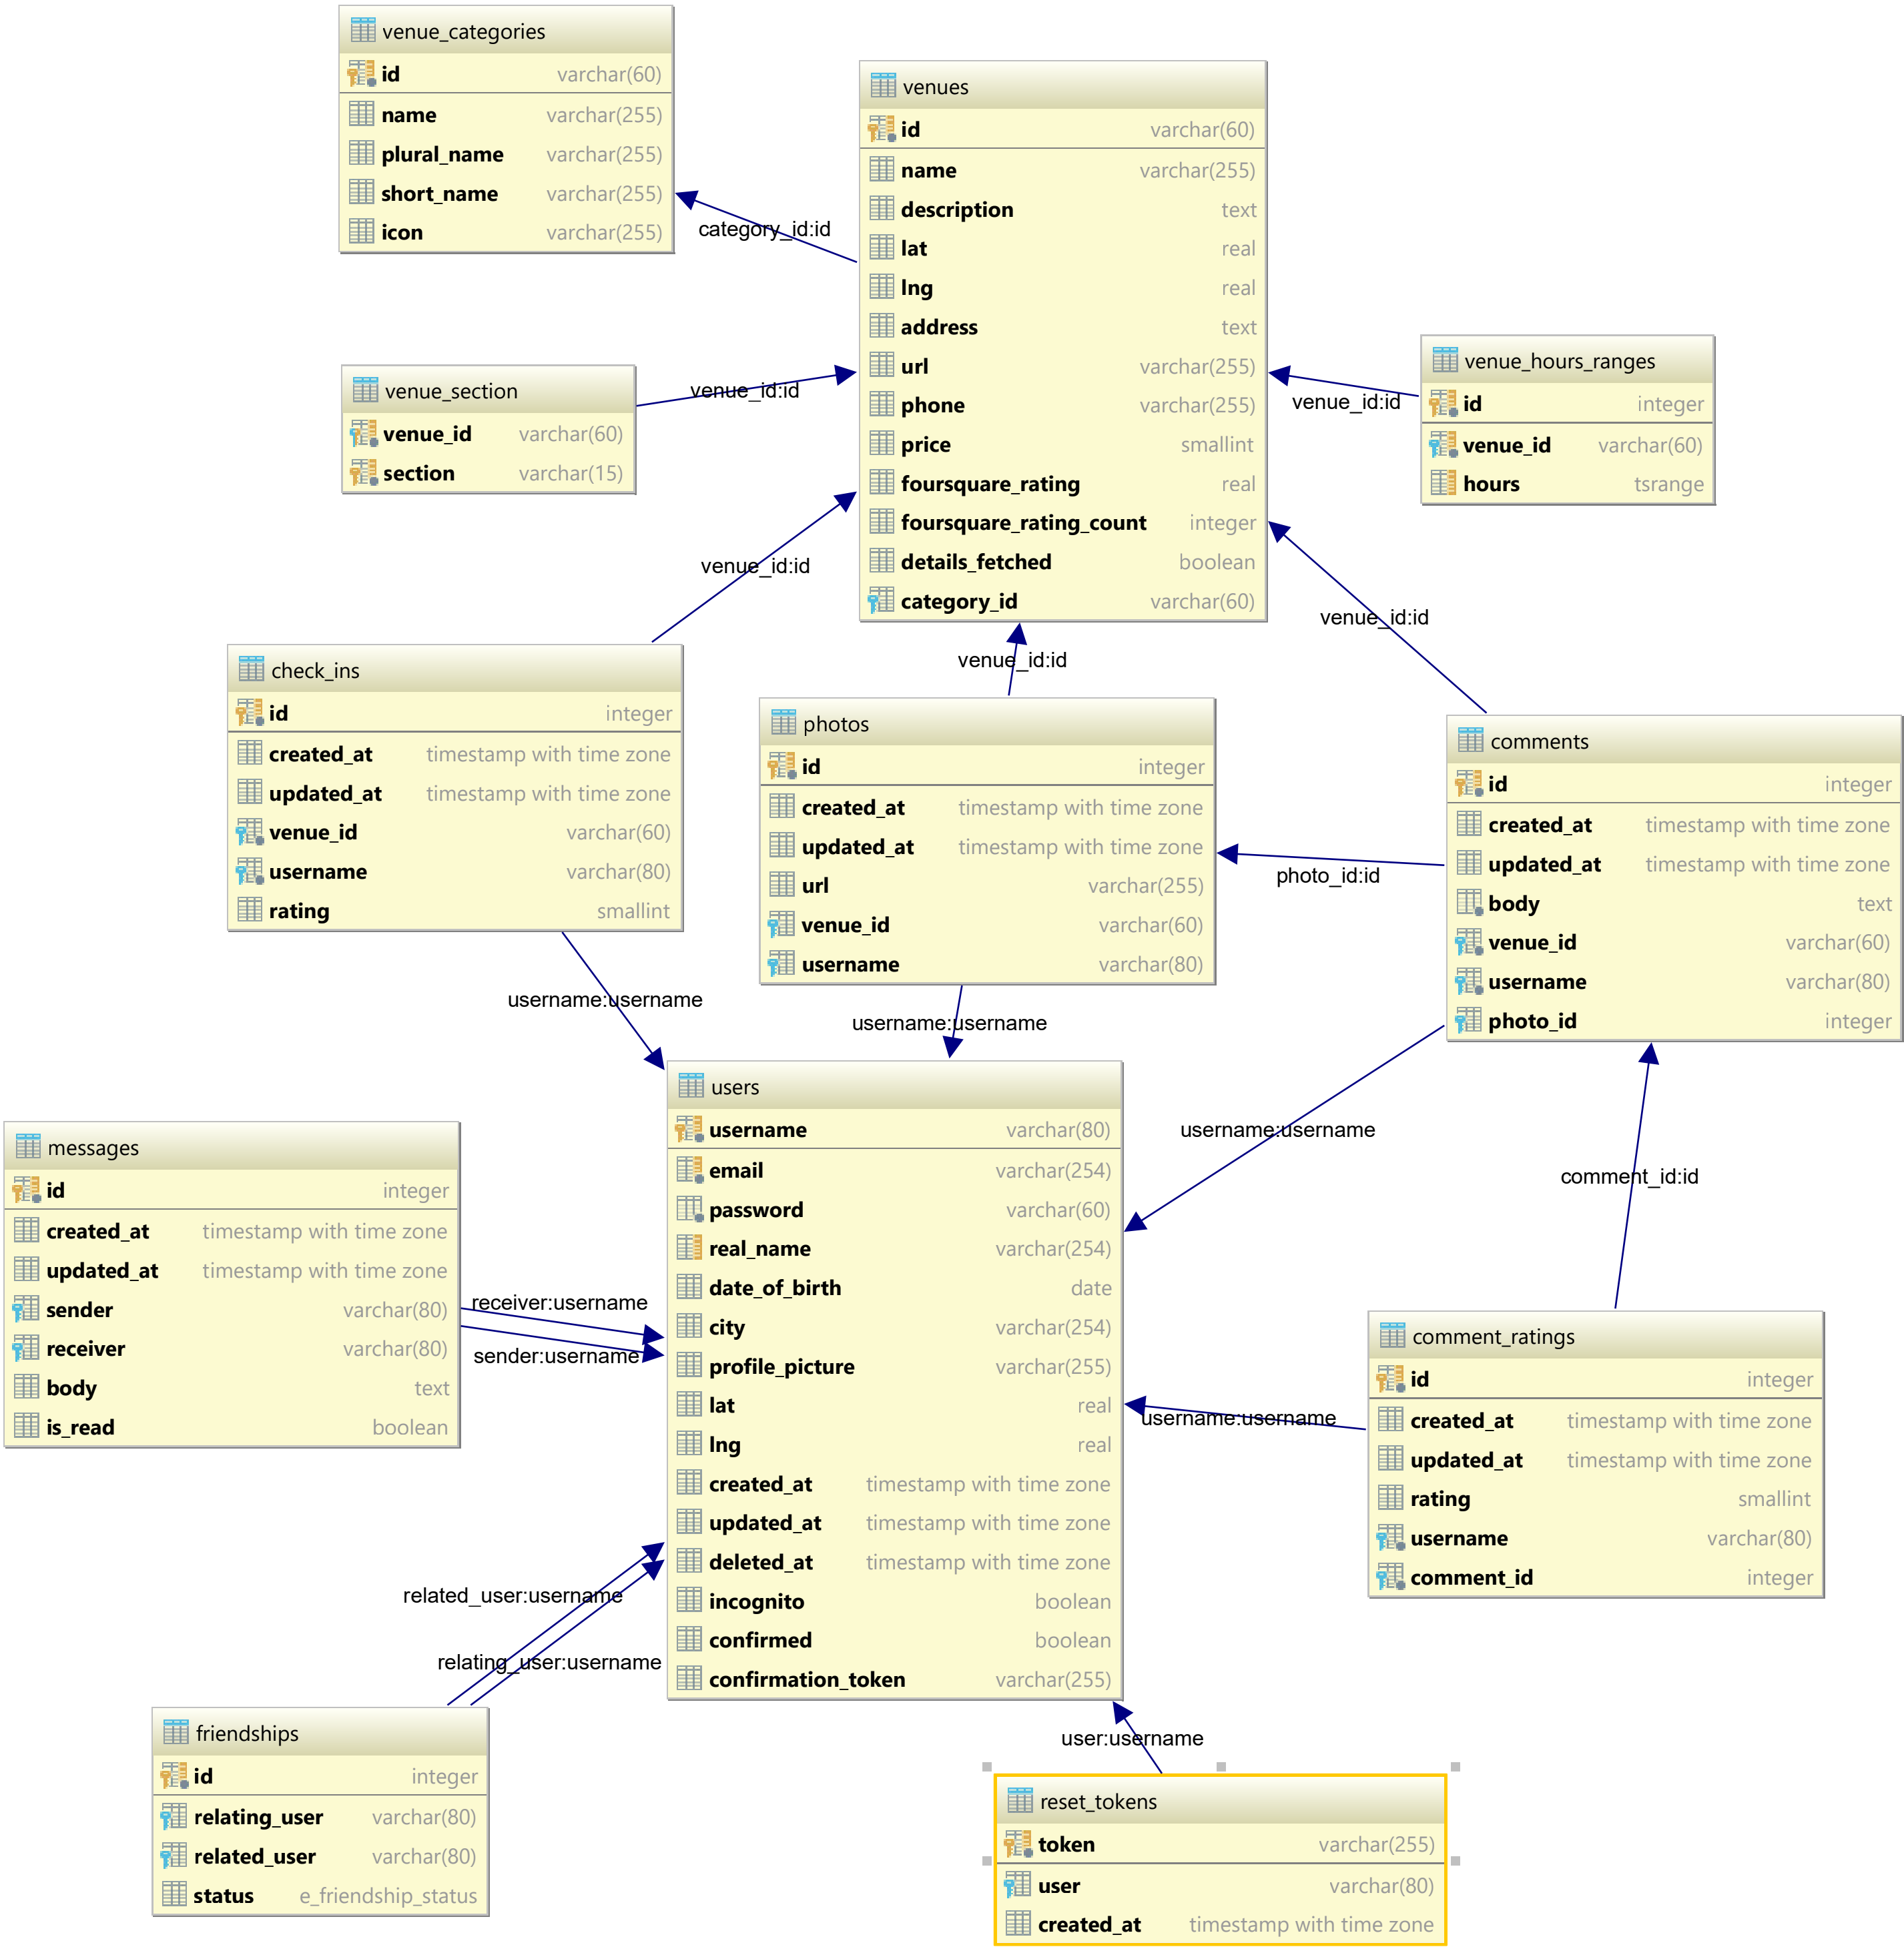 venue_categories
id varchar(60)
name varchar(255)
plural_name varchar(255)
short_name varchar(255)
icon varchar(255)
category_id:id
venues
id varchar(60)
name varchar(255)
description text
lat real
lng real
address text
url varchar(255)
phone varchar(255)
price smallint
foursquare_rating real
foursquare_rating_count integer
details_fetched boolean
category_id varchar(60)
venue_section
venue_id varchar(60)
section varchar(15)
venue_id:id
venue_hours_ranges
id integer
venue_id varchar(60)
hours tsrange
venue_id:id
venue_id:id
venue_id:id
venue_id:id
check_ins
id integer
created_at timestamp with time zone
updated_at timestamp with time zone
venue_id varchar(60)
username varchar(80)
rating smallint
photos
id integer
created_at timestamp with time zone
updated_at timestamp with time zone
url varchar(255)
venue_id varchar(60)
username varchar(80)
photo_id:id
comments
id integer
created_at timestamp with time zone
updated_at timestamp with time zone
body text
venue_id varchar(60)
username varchar(80)
photo_id integer
username:username
username:username
username:username
comment_id:id
messages
id integer
created_at timestamp with time zone
updated_at timestamp with time zone
sender varchar(80)
receiver varchar(80)
body text
is_read boolean
receiver:username
sender:username
users
username varchar(80)
email varchar(254)
password varchar(60)
real_name varchar(254)
date_of_birth date
city varchar(254)
profile_picture varchar(255)
lat real
lng real
created_at timestamp with time zone
updated_at timestamp with time zone
deleted_at timestamp with time zone
incognito boolean
confirmed boolean
confirmation_token varchar(255)
username:username
comment_ratings
id integer
created_at timestamp with time zone
updated_at timestamp with time zone
rating smallint
username varchar(80)
comment_id integer
related_user:username
relating_user:username
friendships
id integer
relating_user varchar(80)
related_user varchar(80)
status e_friendship_status
user:username
reset_tokens
token varchar(255)
user varchar(80)
created_at timestamp with time zone